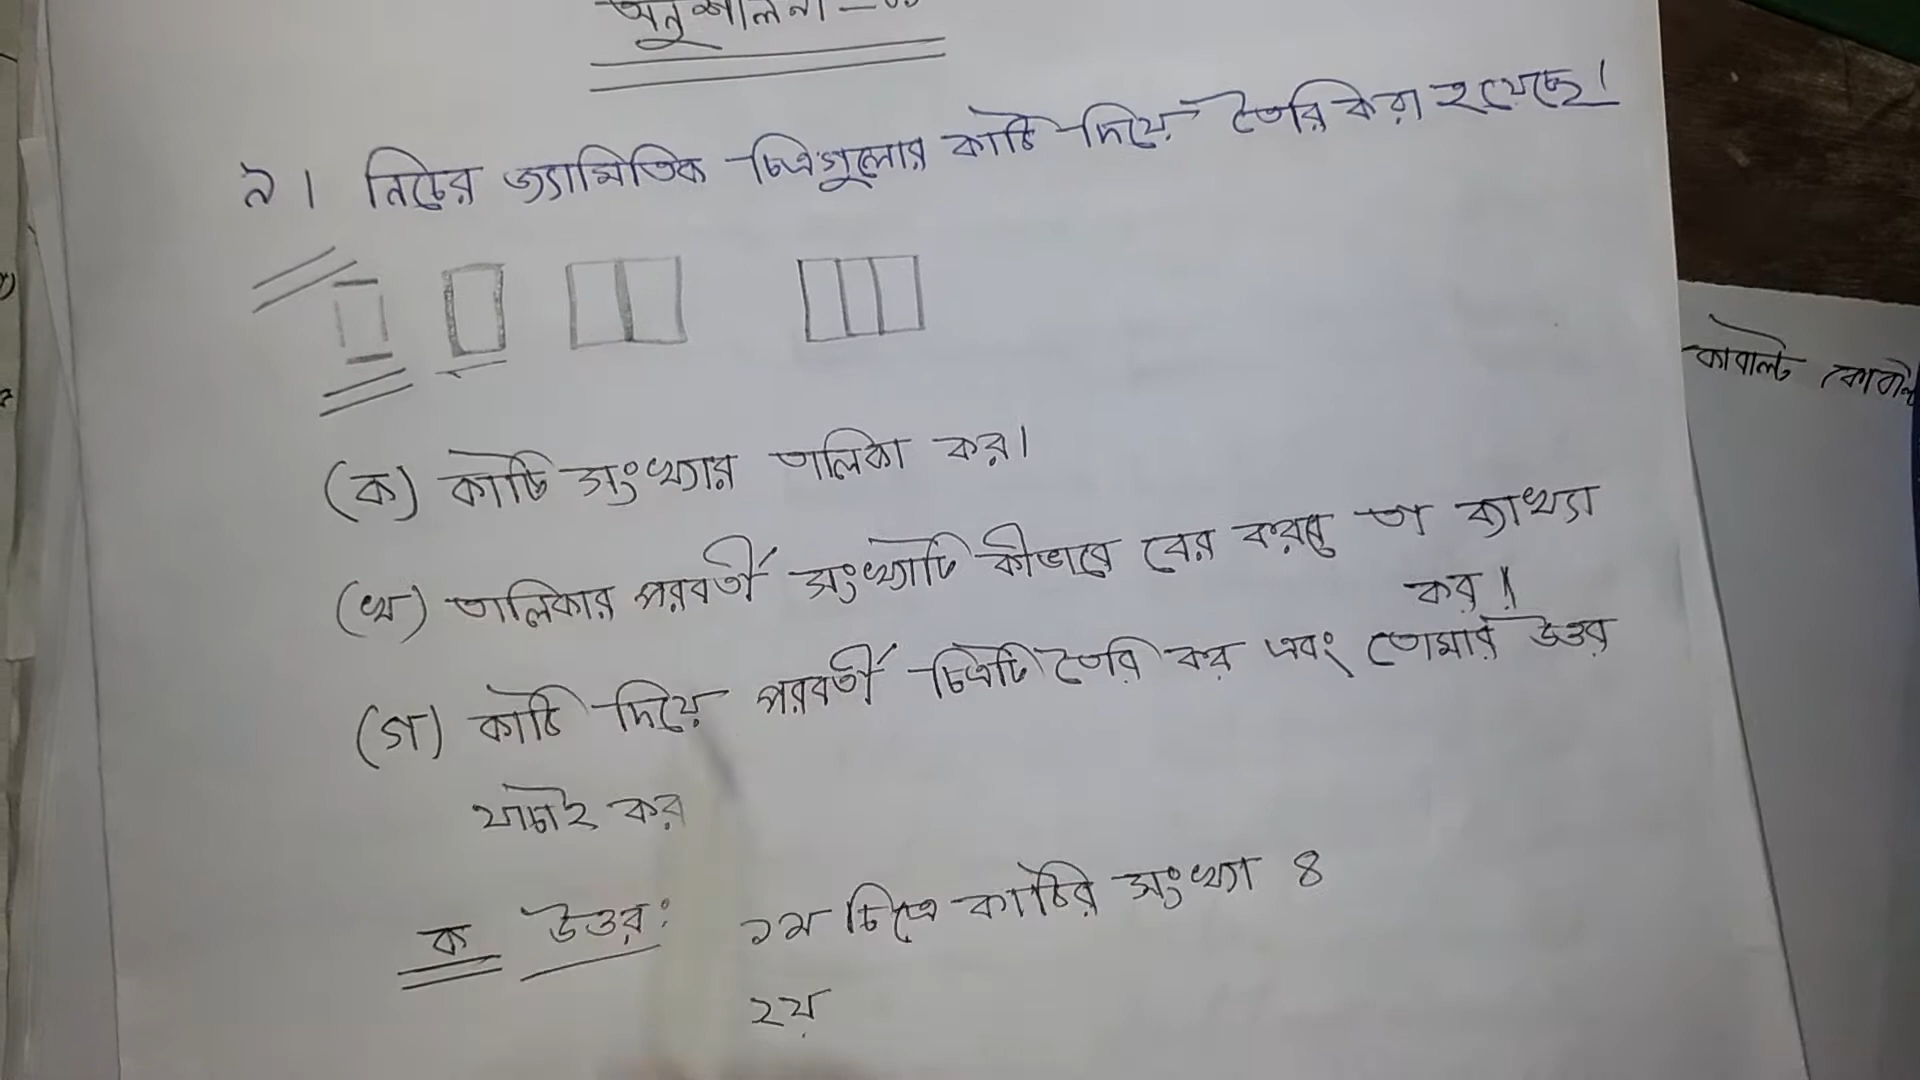 অনুশীলনী
৯। নিচের জ্যামিতিক চিত্রগুলোর কাঠি দিয়ে তৈরি করা হয়েছে।
(ক) কাঠি সংখ্যার তালিকা কর।
(খ) তালিকার পরবর্তী সংখ্যাটি কীভাবে বের করবে তা ব্যাখ্যা
কর।
(গ) কাঠি দিয়ে পরবর্তী চিত্রটি তৈরি কর এবং তোমার উত্তর
যাচাই কর
ক উত্তর: ১ম চিত্রে কাঠির সংখ্যা ৪
২য়